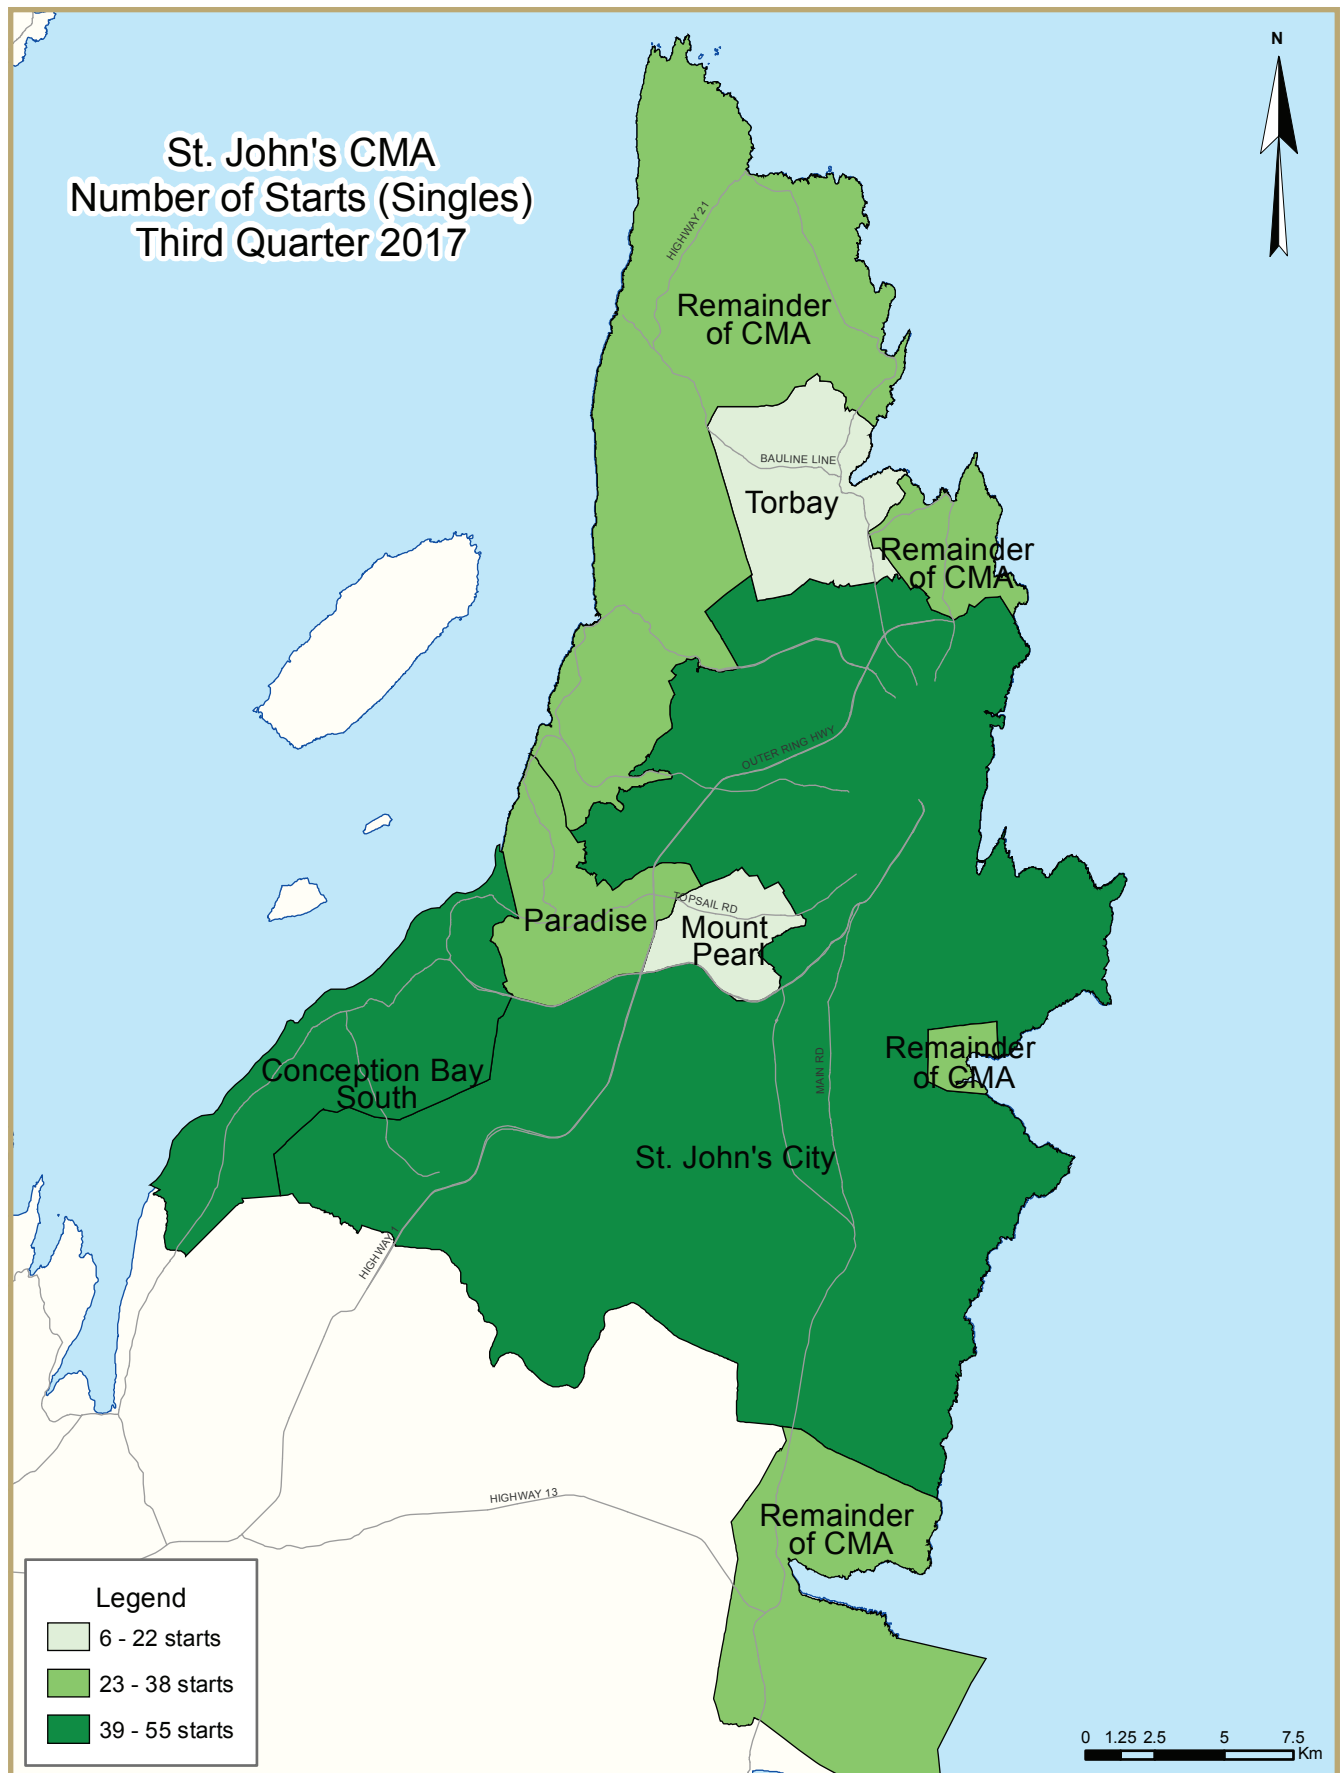 St. John's CMA
Number of Starts (Singles)
Third Quarter 2017
N
HIGHWAY 21
Remainder
of CMA
BAULINE LINE
Torbay
Remainder
of CMA
OUTER RING HWY
TOPSAIL RD
Paradise
Mount
Pearl
Remainder
of CMA
MAIN RD
Conception Bay
South
St. John's City
HIGHWAY 1
HIGHWAY 13
Remainder
of CMA
Legend
6 - 22 starts
23 - 38 starts
39 - 55 starts
0 1.25 2.5 5 7.5
Km